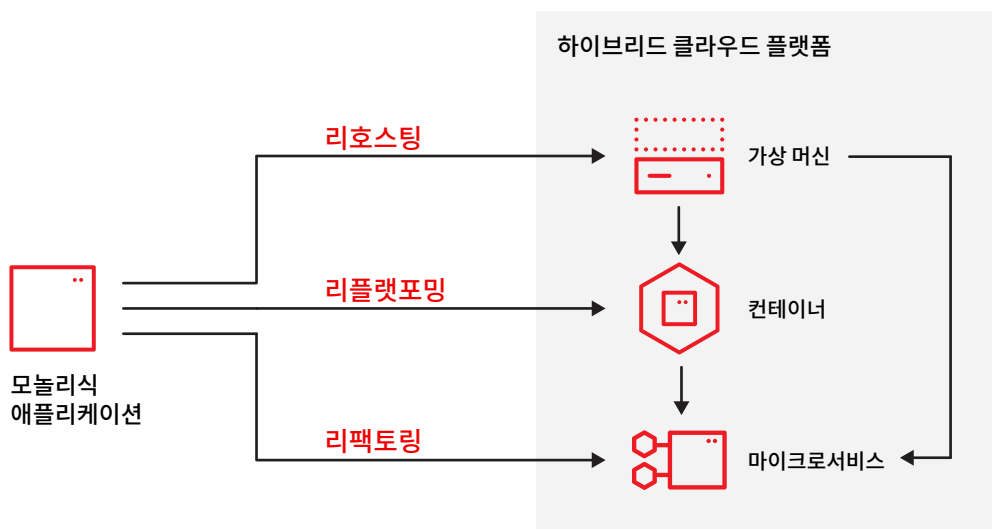 하이브리드 클라우드 플랫폼
리호스팅
가상 머신
리플랫포밍
컨테이너
모놀리식
애플리케이션
리팩토링
마이크로서비스